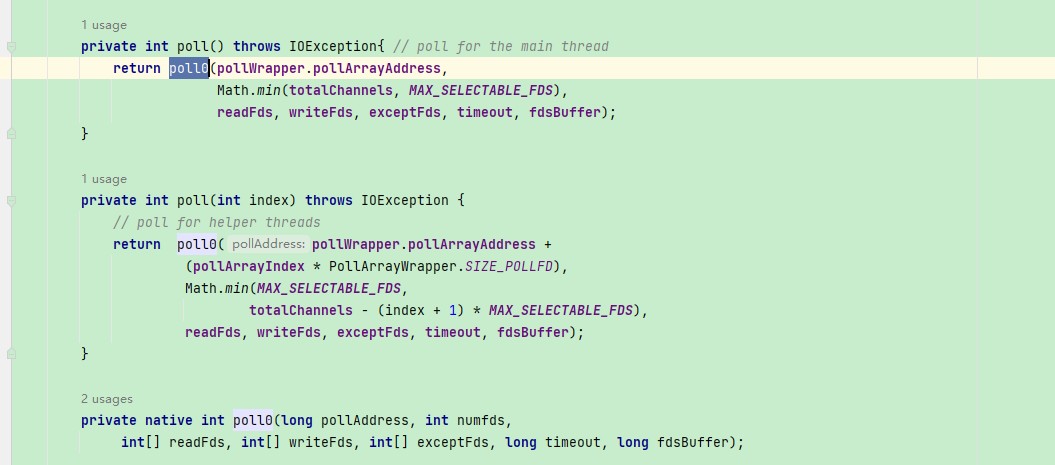 1 usage
private int poll() throws IOException{ // poll for the main thread
return poll0(pollWrapper.pollArrayAddress,
Math.min(totalChannels, MAX_SELECTABLE_FDS),
readFds, writeFds, exceptFds, timeout, fdsBuffer);
}
1 usage
private int poll(int index) throws IOException {
// poll for helper threads
return  poll0( pollAddress: pollWrapper.pollArrayAddress +
(pollArrayIndex * PollArrayWrapper.SIZE_POLLFD),
Math.min(MAX_SELECTABLE_FDS,
totalChannels - (index + 1) * MAX_SELECTABLE_FDS),
readFds, writeFds, exceptFds, timeout, fdsBuffer);
}
2 usages
private native int poll0(long pollAddress, int numfds,
int[] readFds, int[] writeFds, int[] exceptFds, long timeout, long fdsBuffer);